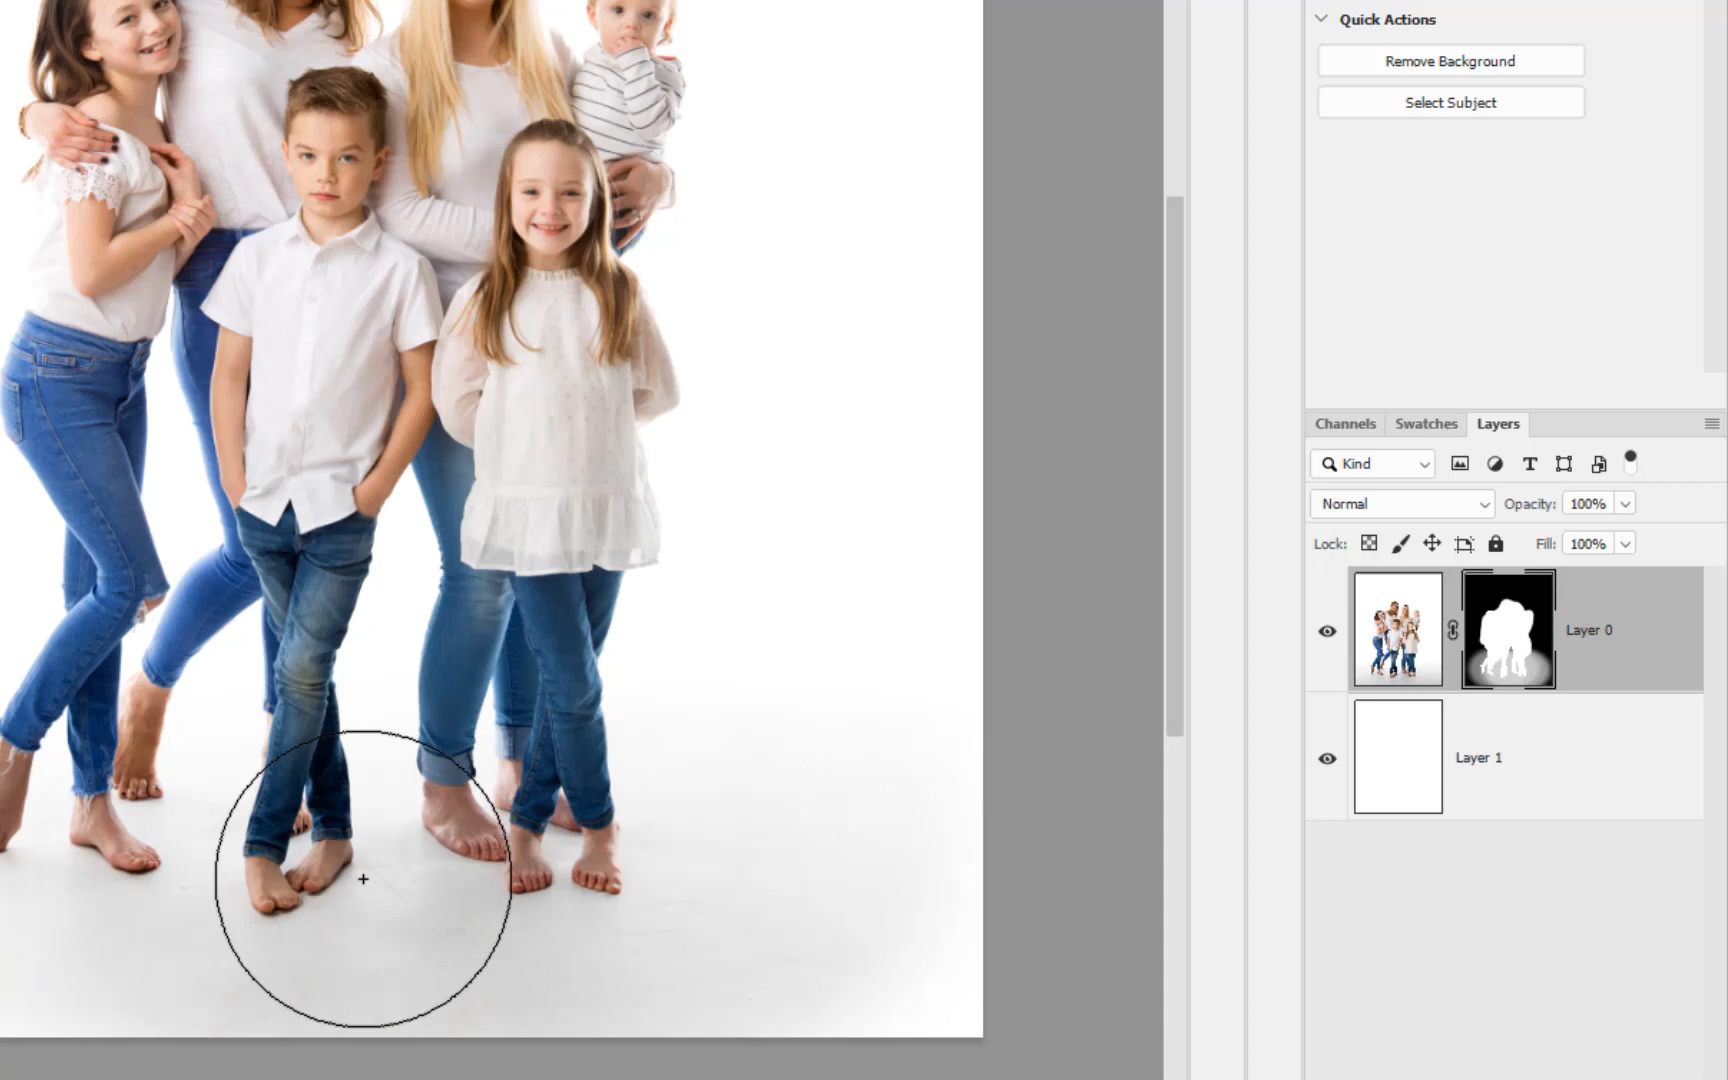 Quick Actions
Remove Background
Select Subject
Channels Swatches Layers
Kind
Normal Opacity: 100%
Lock: Fill: 100%
Layer 0
Layer 1